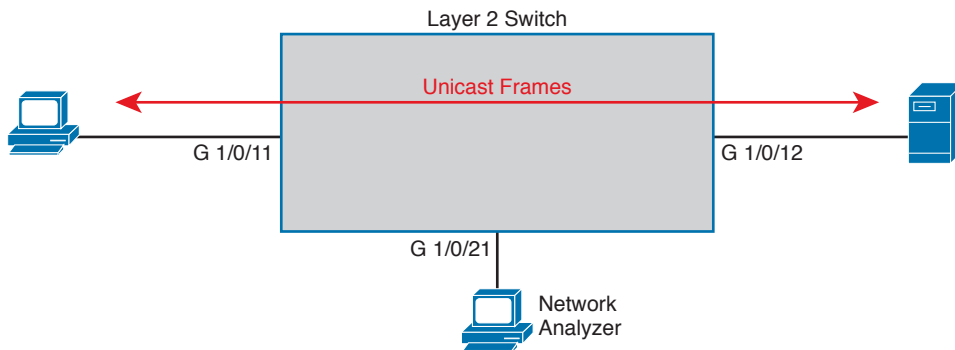 Layer 2 Switch
Unicast Frames
G 1/0/11
G 1/0/12
G 1/0/21
Network
Analyzer